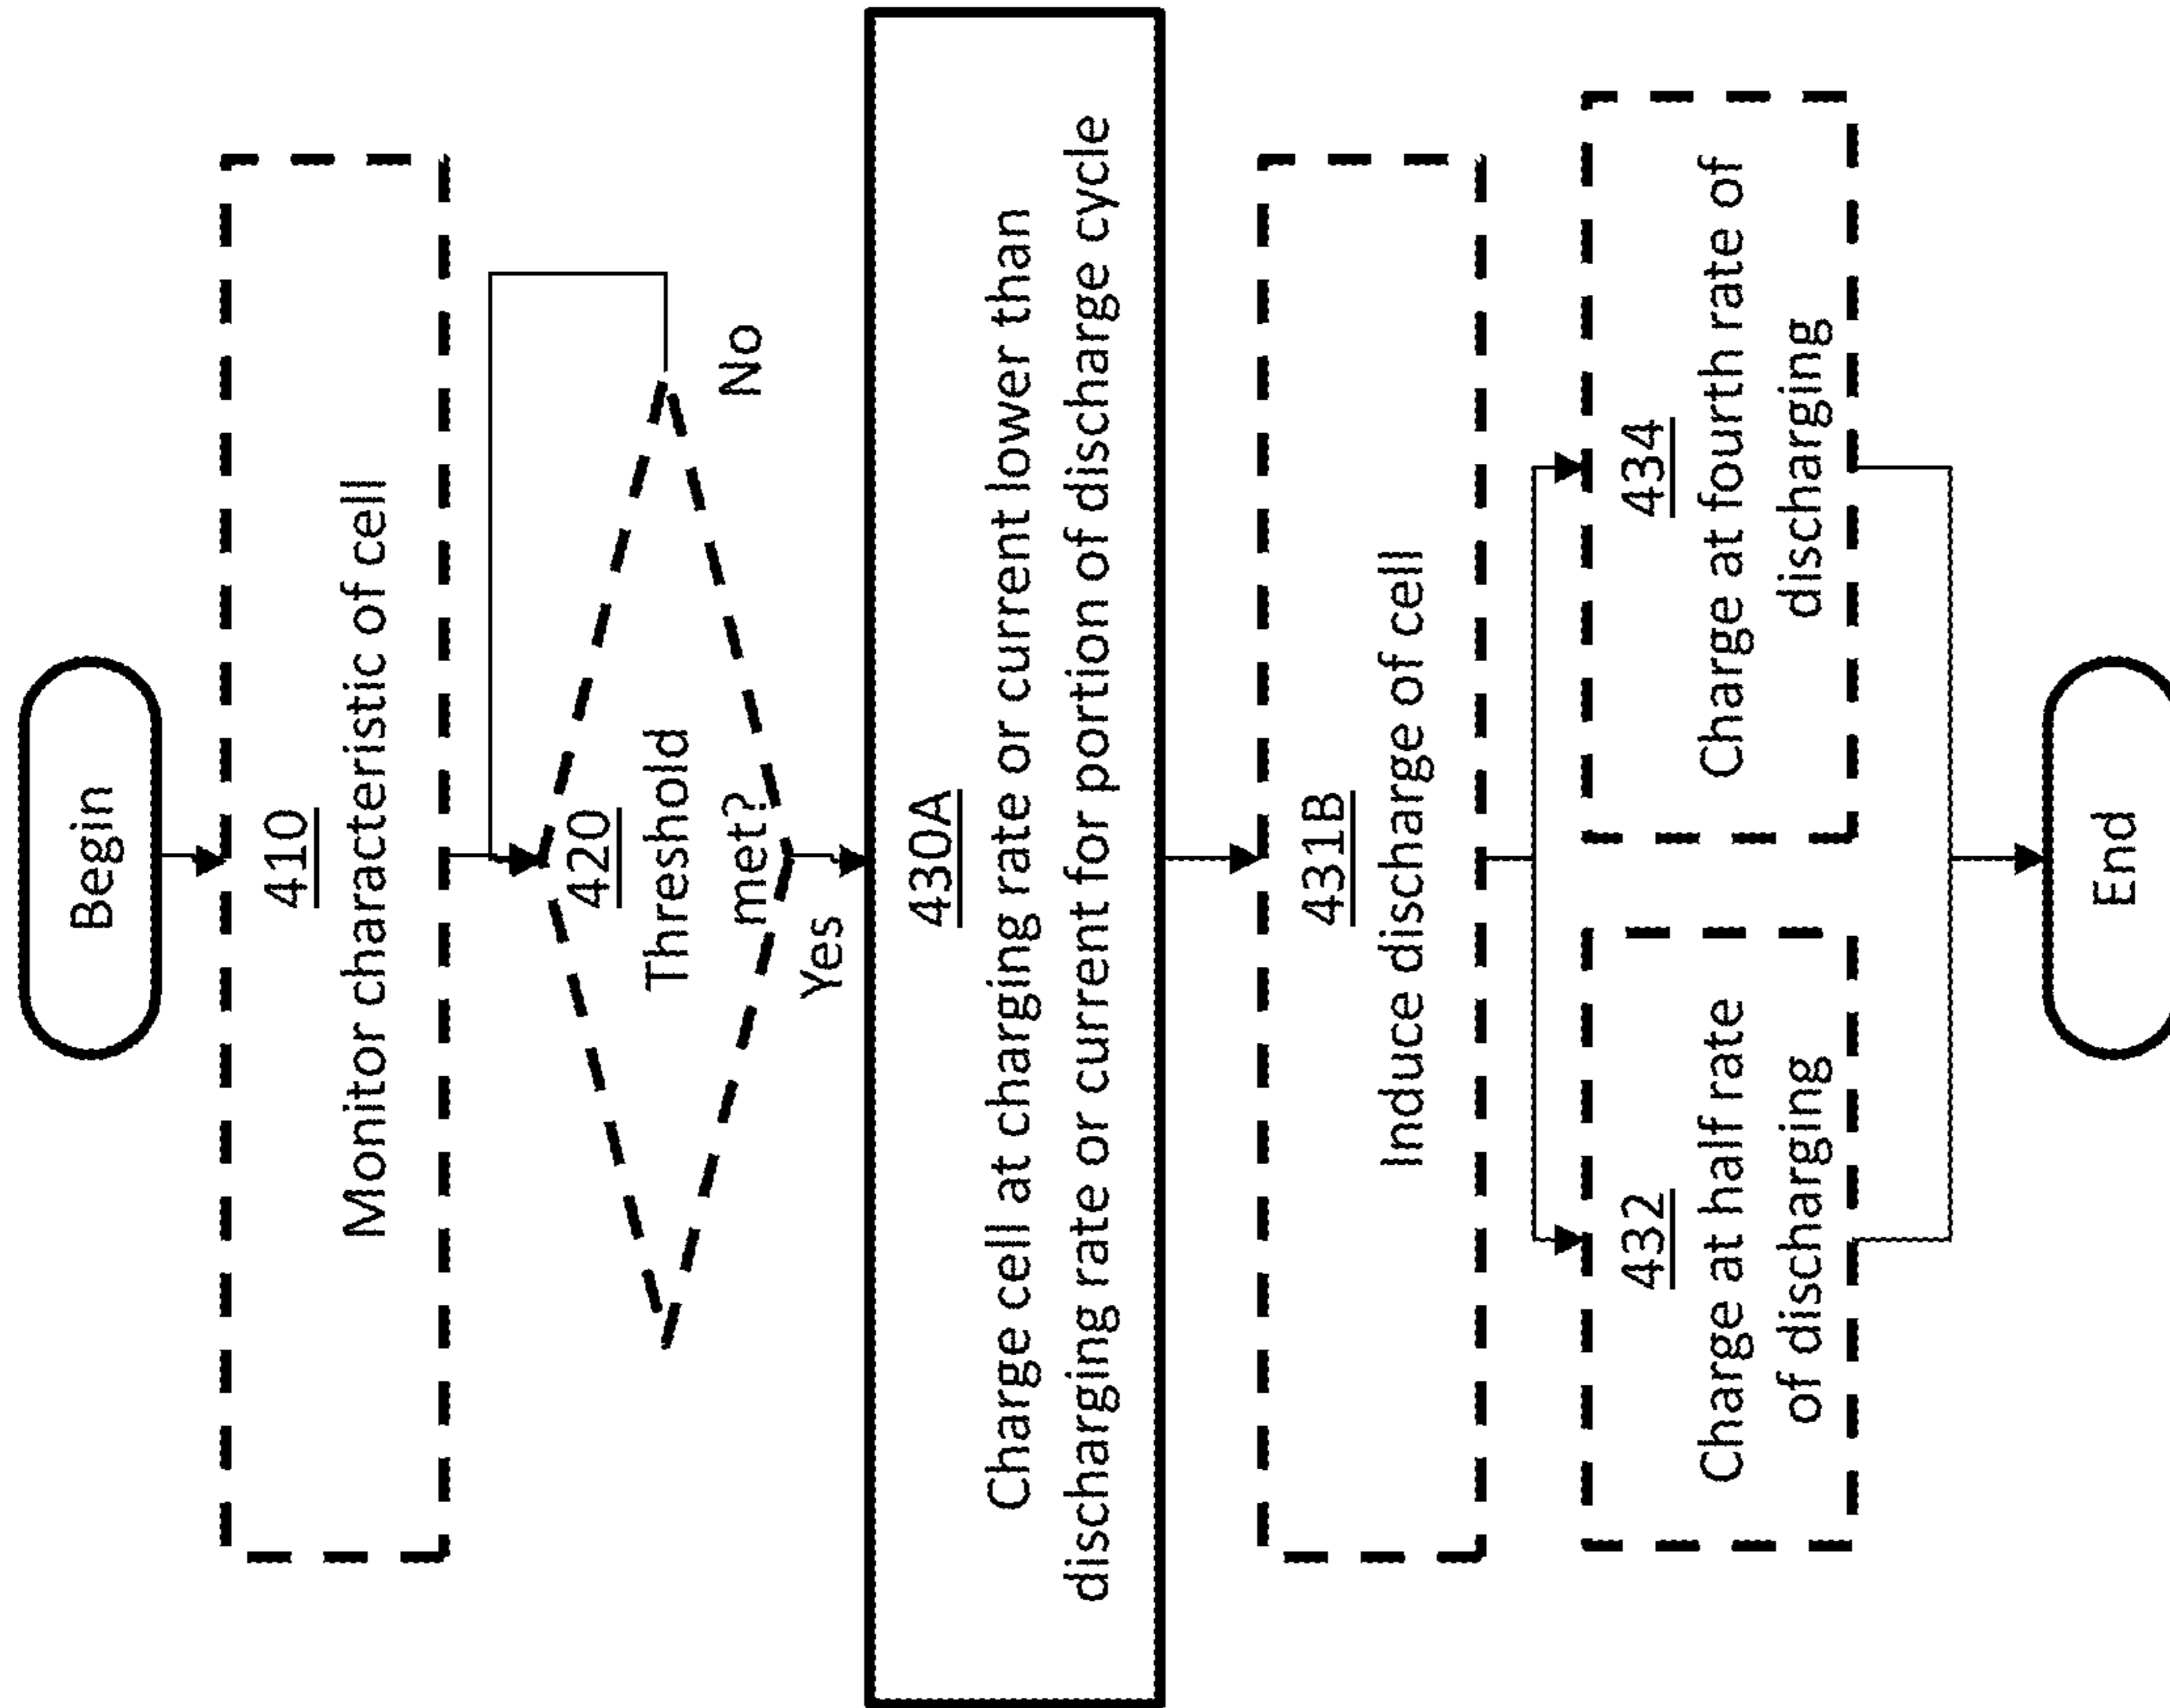 Begin
410
Monitor characteristic of cell
420
Threshold
met?
No
Yes
430A
Charge cell at charging rate or current lower than
discharging rate or current for portion of discharge cycle
431B
Induce discharge of cell
432
Charge at half rate
of discharging
434
Charge at fourth rate of
discharging
End